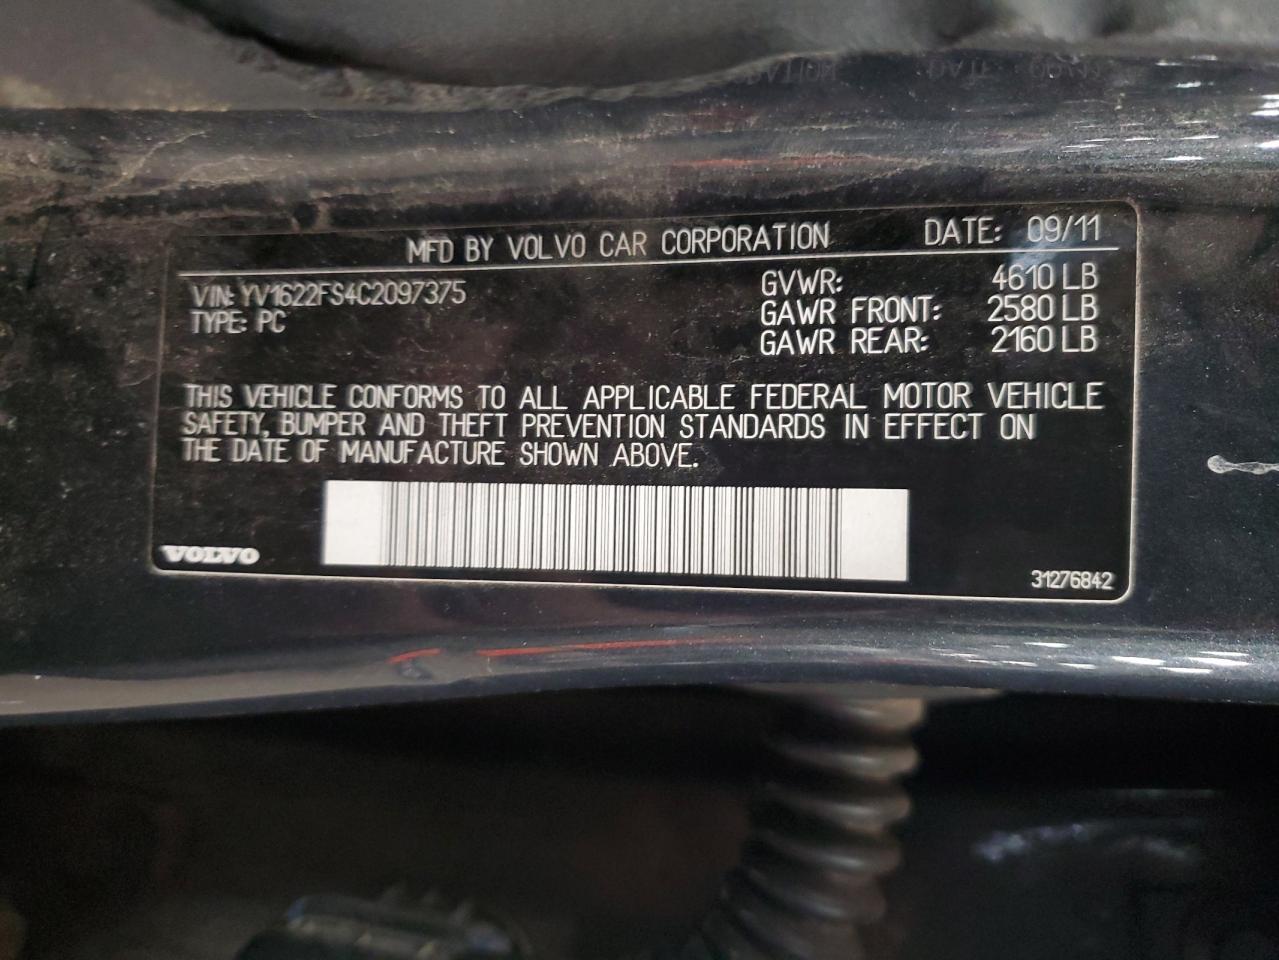 MFD BY VOLVO CAR CORPORATION DATE: 09/11
VIN: YV1622FS4C2097375 GVWR: 4610 LB
TYPE: PC GAWR FRONT: 2580 LB
GAWR REAR: 2160 LB
THIS VEHICLE CONFORMS TO ALL APPLICABLE FEDERAL MOTOR VEHICLE
SAFETY, BUMPER AND THEFT PREVENTION STANDARDS IN EFFECT ON
THE DATE OF MANUFACTURE SHOWN ABOVE.
VOLVO
31276842